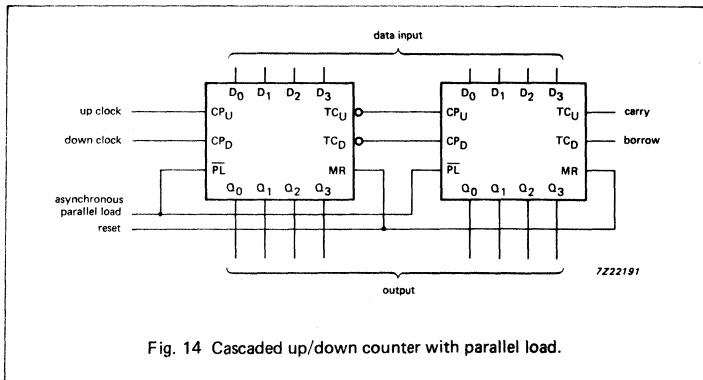 data input
D0 D1 D2 D3 D0 D1 D2 D3
up clock CPU TCU CPU TCU carry
down clock CPD TCD CPD TCD borrow
PL MR PL MR
asynchronous
parallel load
Q0 Q1 Q2 Q3 Q0 Q1 Q2 Q3
reset
7Z22191
output
Fig. 14 Cascaded up/down counter with parallel load.